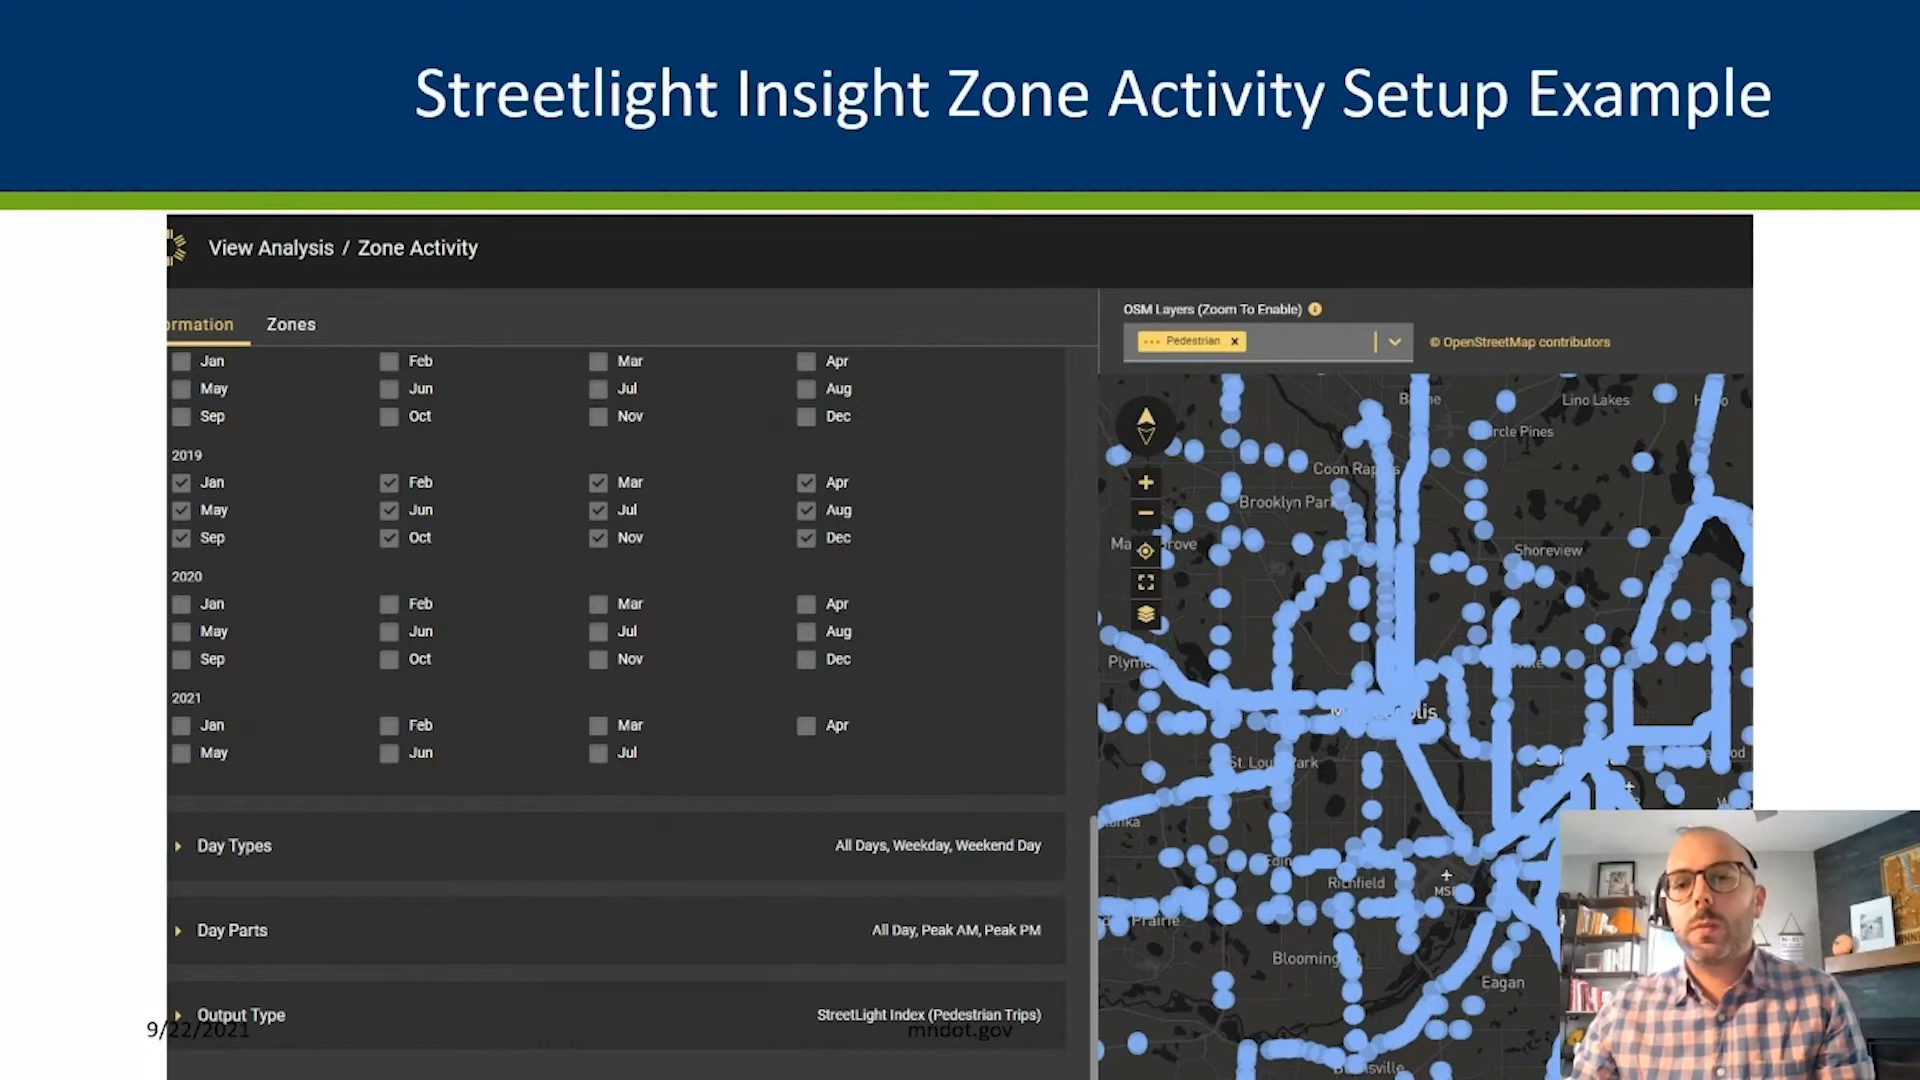 Streetlight Insight Zone Activity Setup Example
View Analysis / Zone Activity
ormation Zones
Jan Feb Mar Apr
May Jun Jul Aug
Sep Oct Nov Dec
2019
Jan Feb Mar Apr
May Jun Jul Aug
Sep Oct Nov Dec
2020
Jan Feb Mar Apr
May Jun Jul Aug
Sep Oct Nov Dec
2021
Jan Feb Mar Apr
May Jun Jul
Day Types All Days, Weekday, Weekend Day
Day Parts All Day, Peak AM, Peak PM
Output Type StreetLight Index (Pedestrian Trips)
9/22/2021 mndot.gov
OSM Layers (Zoom To Enable)
Pedestrian x
© OpenStreetMap contributors
Lino Lakes
Coon Rap
Brooklyn Park
Shoreview
Plym
St. Lou Park
Richfield
Prairie
Blooming
Eagan